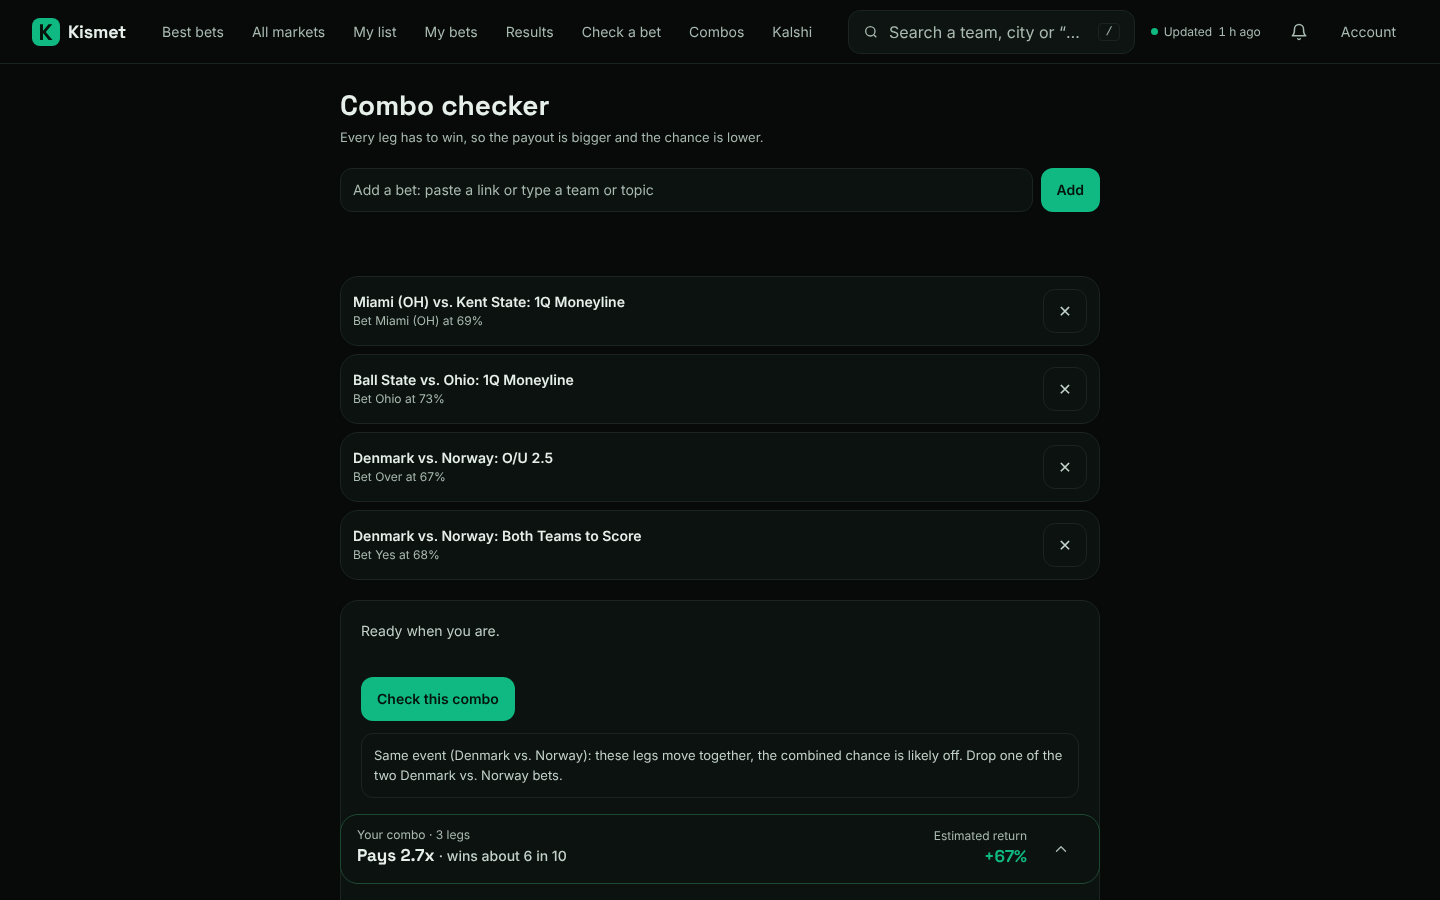 Kismet
Best bets
All markets
My list
My bets
Results
Check a bet
Combos
Kalshi
Search a team, city or “...
/
Updated 1 h ago
Account
Combo checker
Every leg has to win, so the payout is bigger and the chance is lower.
Add a bet: paste a link or type a team or topic
Add
Miami (OH) vs. Kent State: 1Q Moneyline
Bet Miami (OH) at 69%
Ball State vs. Ohio: 1Q Moneyline
Bet Ohio at 73%
Denmark vs. Norway: O/U 2.5
Bet Over at 67%
Denmark vs. Norway: Both Teams to Score
Bet Yes at 68%
Ready when you are.
Check this combo
Same event (Denmark vs. Norway): these legs move together, the combined chance is likely off. Drop one of the
two Denmark vs. Norway bets.
Your combo · 3 legs
Pays 2.7x · wins about 6 in 10
Estimated return
+67%